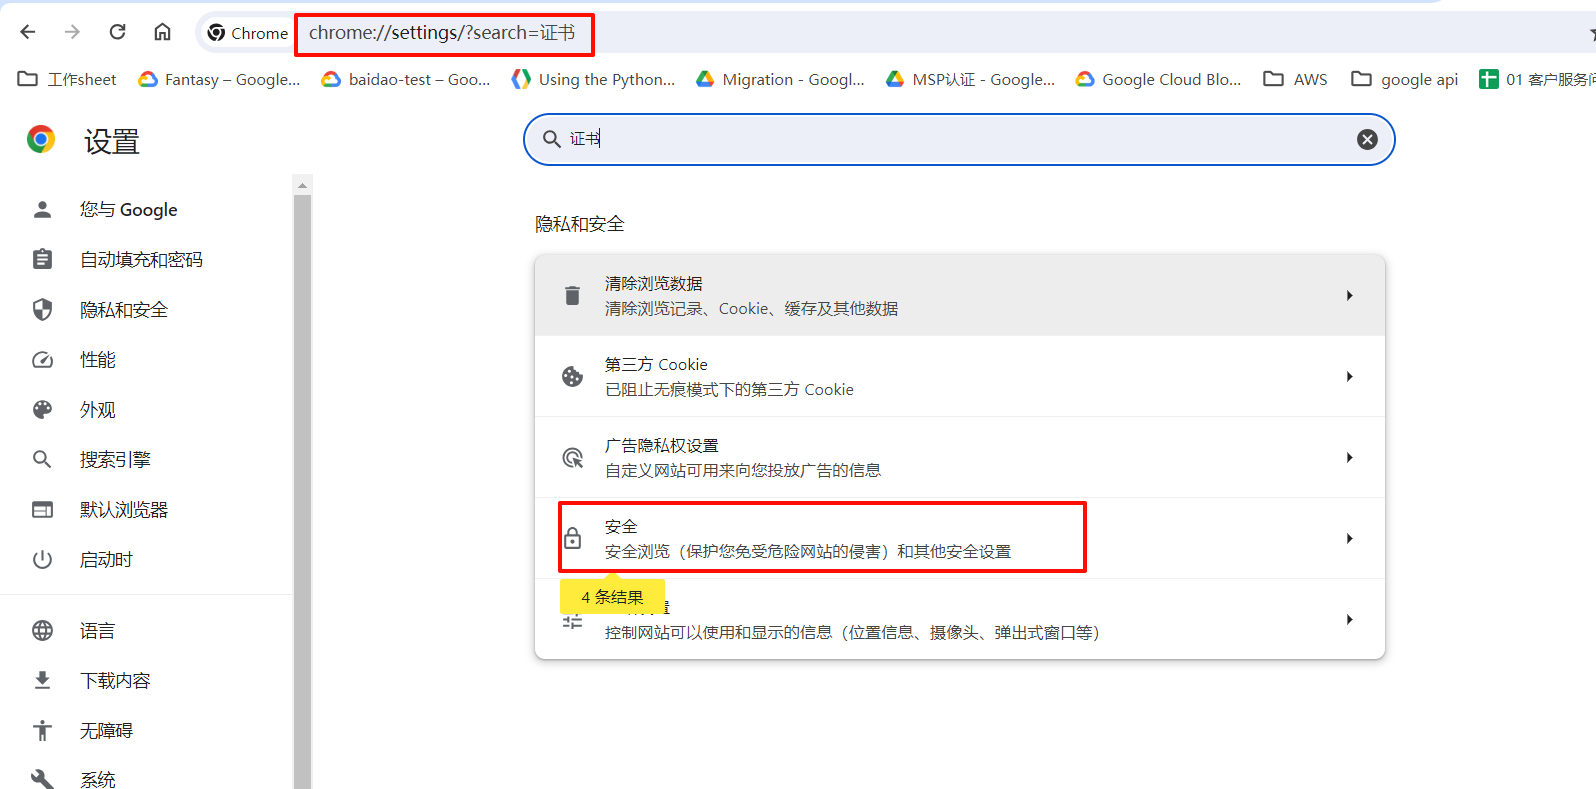 Chrome
chrome://settings/?search=证书
工作sheet
Fantasy – Google...
baidao-test – Goo...
Using the Python...
Migration - Googl...
MSP认证 - Google...
Google Cloud Blo...
AWS
google api
01 客户服务
设置
证书
您与 Google
自动填充和密码
隐私和安全
性能
外观
搜索引擎
默认浏览器
启动时
语言
下载内容
无障碍
系统
隐私和安全
清除浏览数据
清除浏览记录、Cookie、缓存及其他数据
第三方 Cookie
已阻止无痕模式下的第三方 Cookie
广告隐私权设置
自定义网站可用来向您投放广告的信息
安全
安全浏览（保护您免受危险网站的侵害）和其他安全设置
4 条结果
控制网站可以使用和显示的信息（位置信息、摄像头、弹出式窗口等）